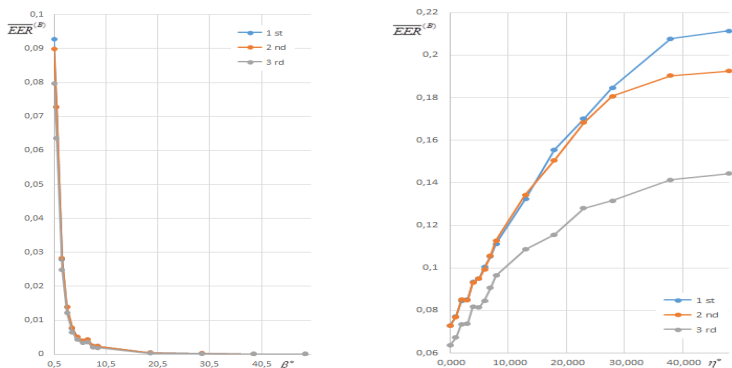 0,1
EER(B)
0,09
0,08
0,07
0,06
0,05
0,04
0,03
0,02
0,01
0
1 st
2 nd
3 rd
0,5 10,5 20,5 30,5 40,5 β*
0,22
EER(B)
0,2
0,18
0,16
0,14
0,12
0,1
0,08
0,06
1 st
2 nd
3 rd
0,000 10,000 20,000 30,000 40,000 η*